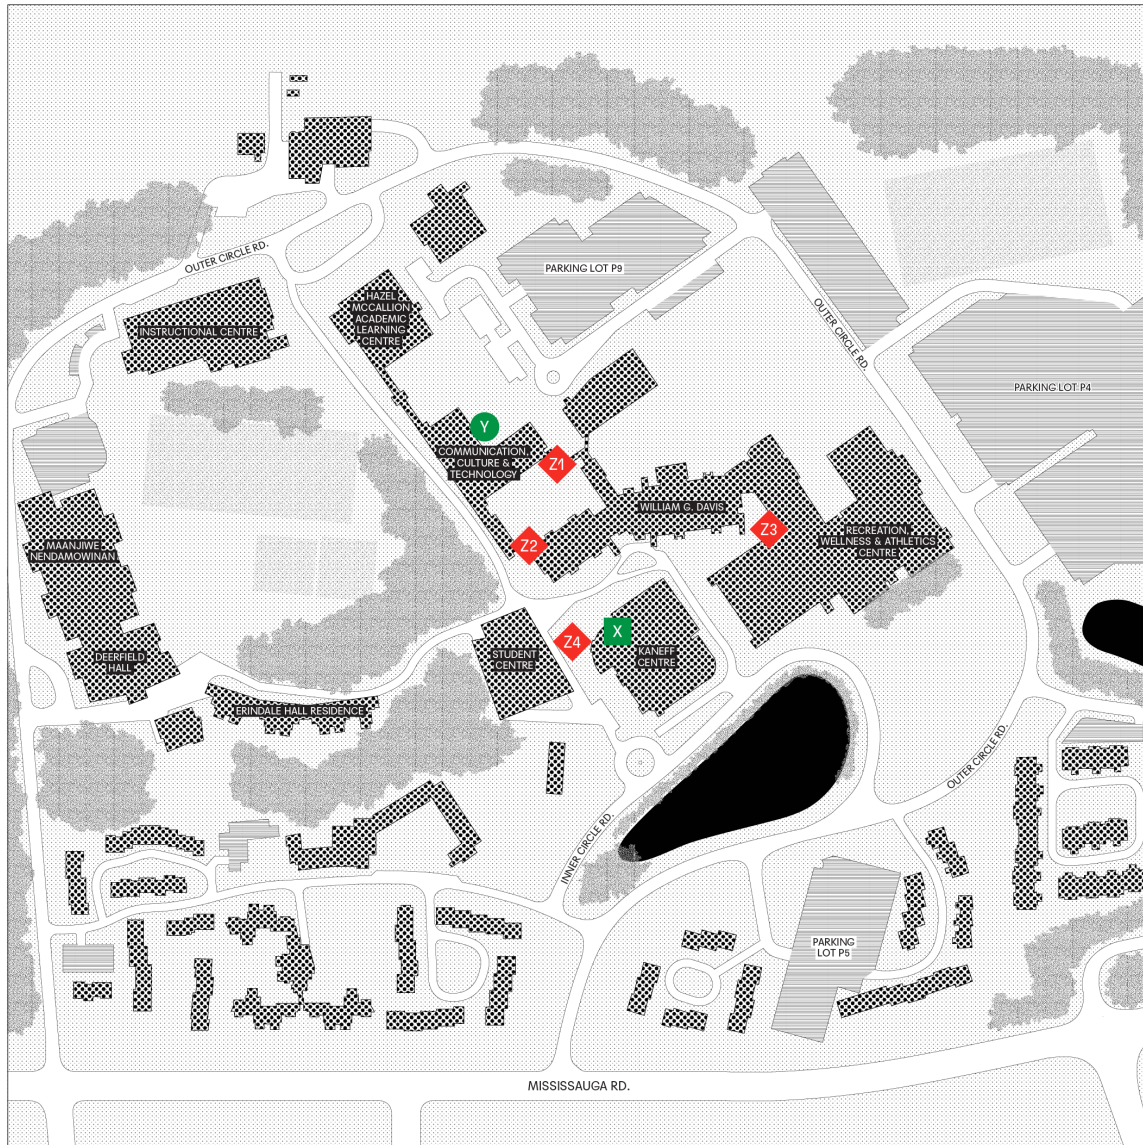 OUTER CIRCLE RD.
PARKING LOT P9
HAZEL
MCCALLION
ACADEMIC
LEARNING
CENTRE
INSTRUCTIONAL CENTRE
OUTER CIRCLE RD.
PARKING LOT P4
Y
COMMUNICATION,
CULTURE &
TECHNOLOGY
Z1
WILLIAM G. DAVIS
Z3
RECREATION,
WELLNESS & ATHLETICS
CENTRE
Z2
MAANJIWE
NENDAMOWINAN
X
Z4
KANEFF
CENTRE
STUDENT
CENTRE
DEERFIELD
HALL
ERINDALE HALL RESIDENCE
OUTER CIRCLE RD.
INNER CIRCLE RD.
PARKING
LOT P5
MISSISSAUGA RD.